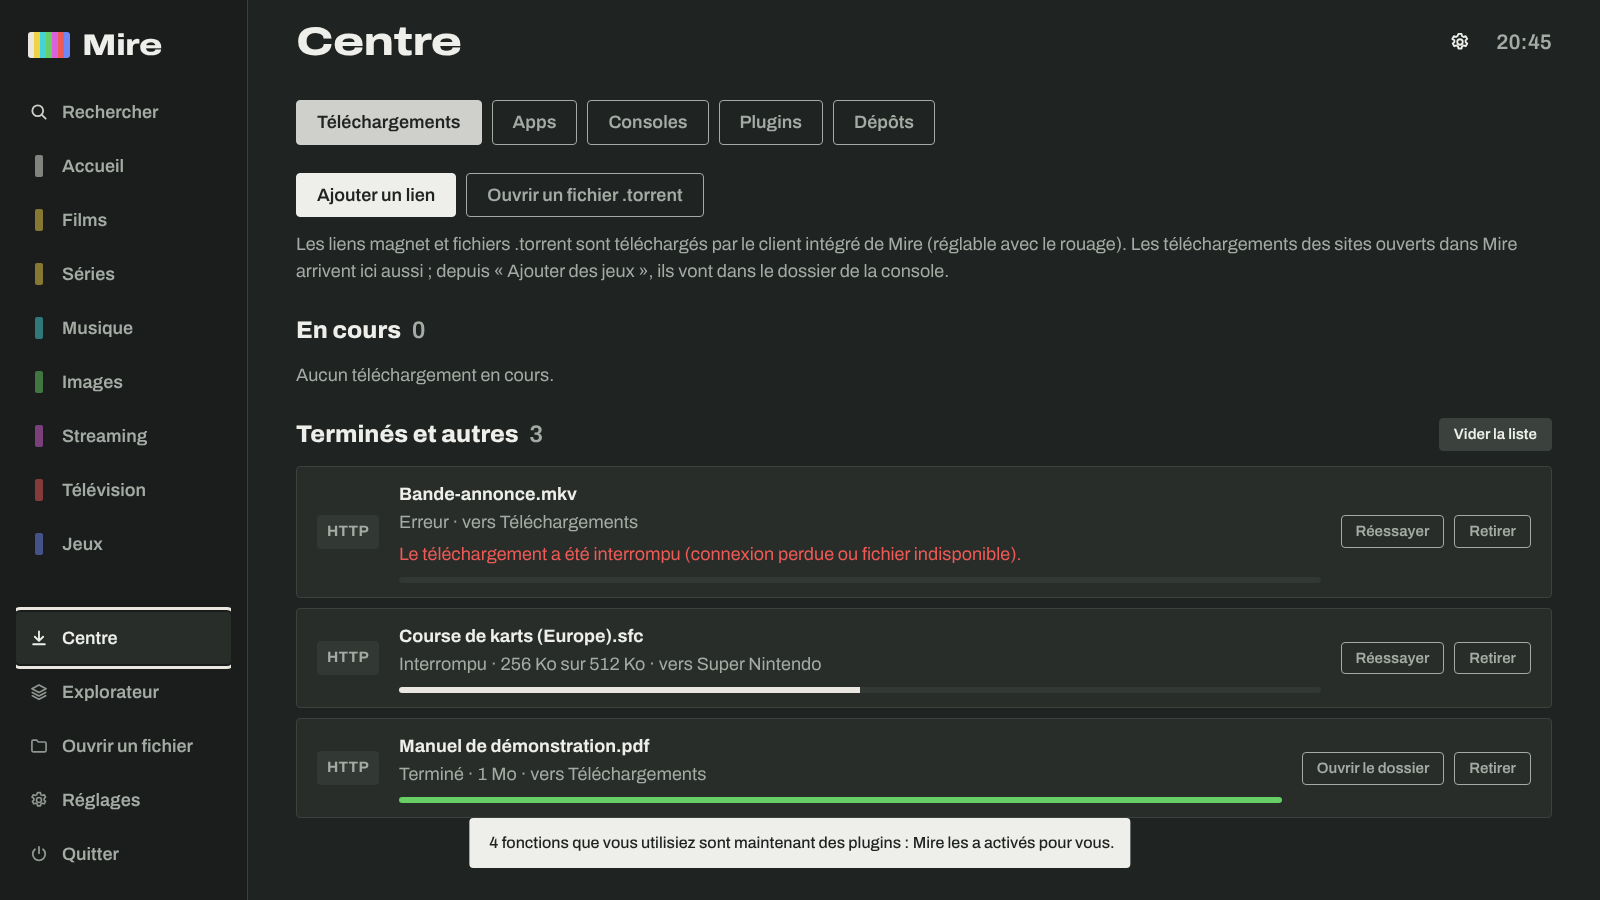 Mire
Rechercher
Accueil
Films
Séries
Musique
Images
Streaming
Télévision
Jeux
Centre
Explorateur
Ouvrir un fichier
Réglages
Quitter
Centre
20:45
Téléchargements
Apps
Consoles
Plugins
Dépôts
Ajouter un lien
Ouvrir un fichier .torrent
Les liens magnet et fichiers .torrent sont téléchargés par le client intégré de Mire (réglable avec le rouage). Les téléchargements des sites ouverts dans Mire
arrivent ici aussi ; depuis « Ajouter des jeux », ils vont dans le dossier de la console.
En cours 0
Aucun téléchargement en cours.
Terminés et autres 3
Vider la liste
HTTP
Bande-annonce.mkv
Erreur · vers Téléchargements
Le téléchargement a été interrompu (connexion perdue ou fichier indisponible).
Réessayer
Retirer
HTTP
Course de karts (Europe).sfc
Interrompu · 256 Ko sur 512 Ko · vers Super Nintendo
Réessayer
Retirer
HTTP
Manuel de démonstration.pdf
Terminé · 1 Mo · vers Téléchargements
Ouvrir le dossier
Retirer
4 fonctions que vous utilisiez sont maintenant des plugins : Mire les a activés pour vous.